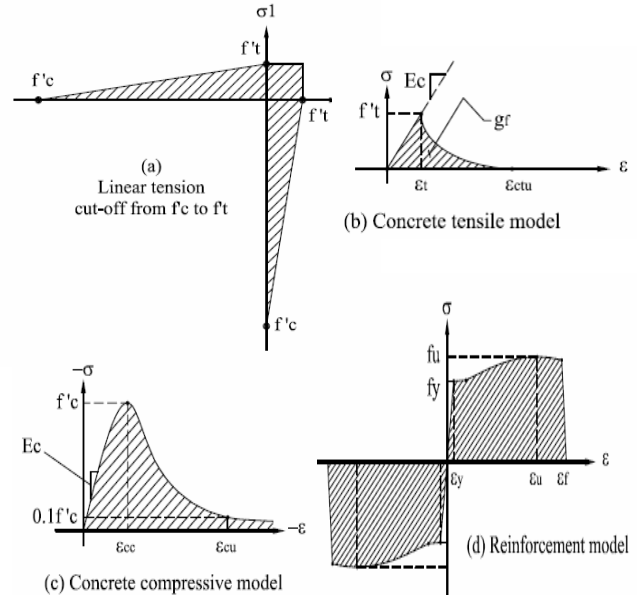 σ1
f't
f'c
f't
(a)
Linear tension
cut-off from f'c to f't
f'c
σ
Ec
f't
gf
εt
εctu
ε
(b) Concrete tensile model
−σ
f'c
Ec
0.1f'c
εcc
εcu
−ε
(c) Concrete compressive model
σ
fu
fy
εy
εu
εf
ε
(d) Reinforcement model